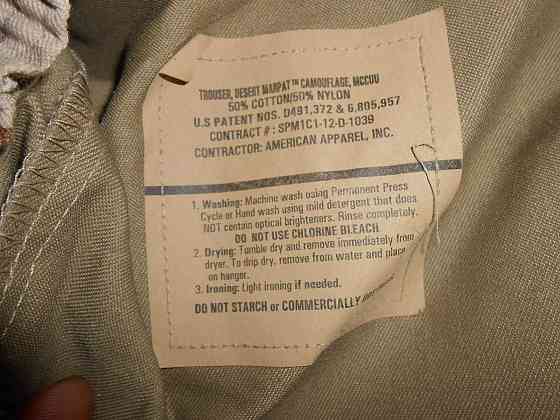 TROUSER, DESERT MARPAT™ CAMOUFLAGE, MCCUU
50% COTTON/50% NYLON
U.S PATENT NOS. D491,372 & 6,805,957
CONTRACT # : SPM1C1-12-D-1039
CONTRACTOR: AMERICAN APPAREL, INC.
1. Washing: Machine wash using Permanent Press
Cycle or Hand wash using mild detergent that does
NOT contain optical brighteners. Rinse completely.
DO NOT USE CHLORINE BLEACH
2. Drying: Tumble dry and remove immediately from
dryer. To drip dry, remove from water and place
on hanger.
3. Ironing: Light ironing if needed.
DO NOT STARCH or COMMERCIALLY